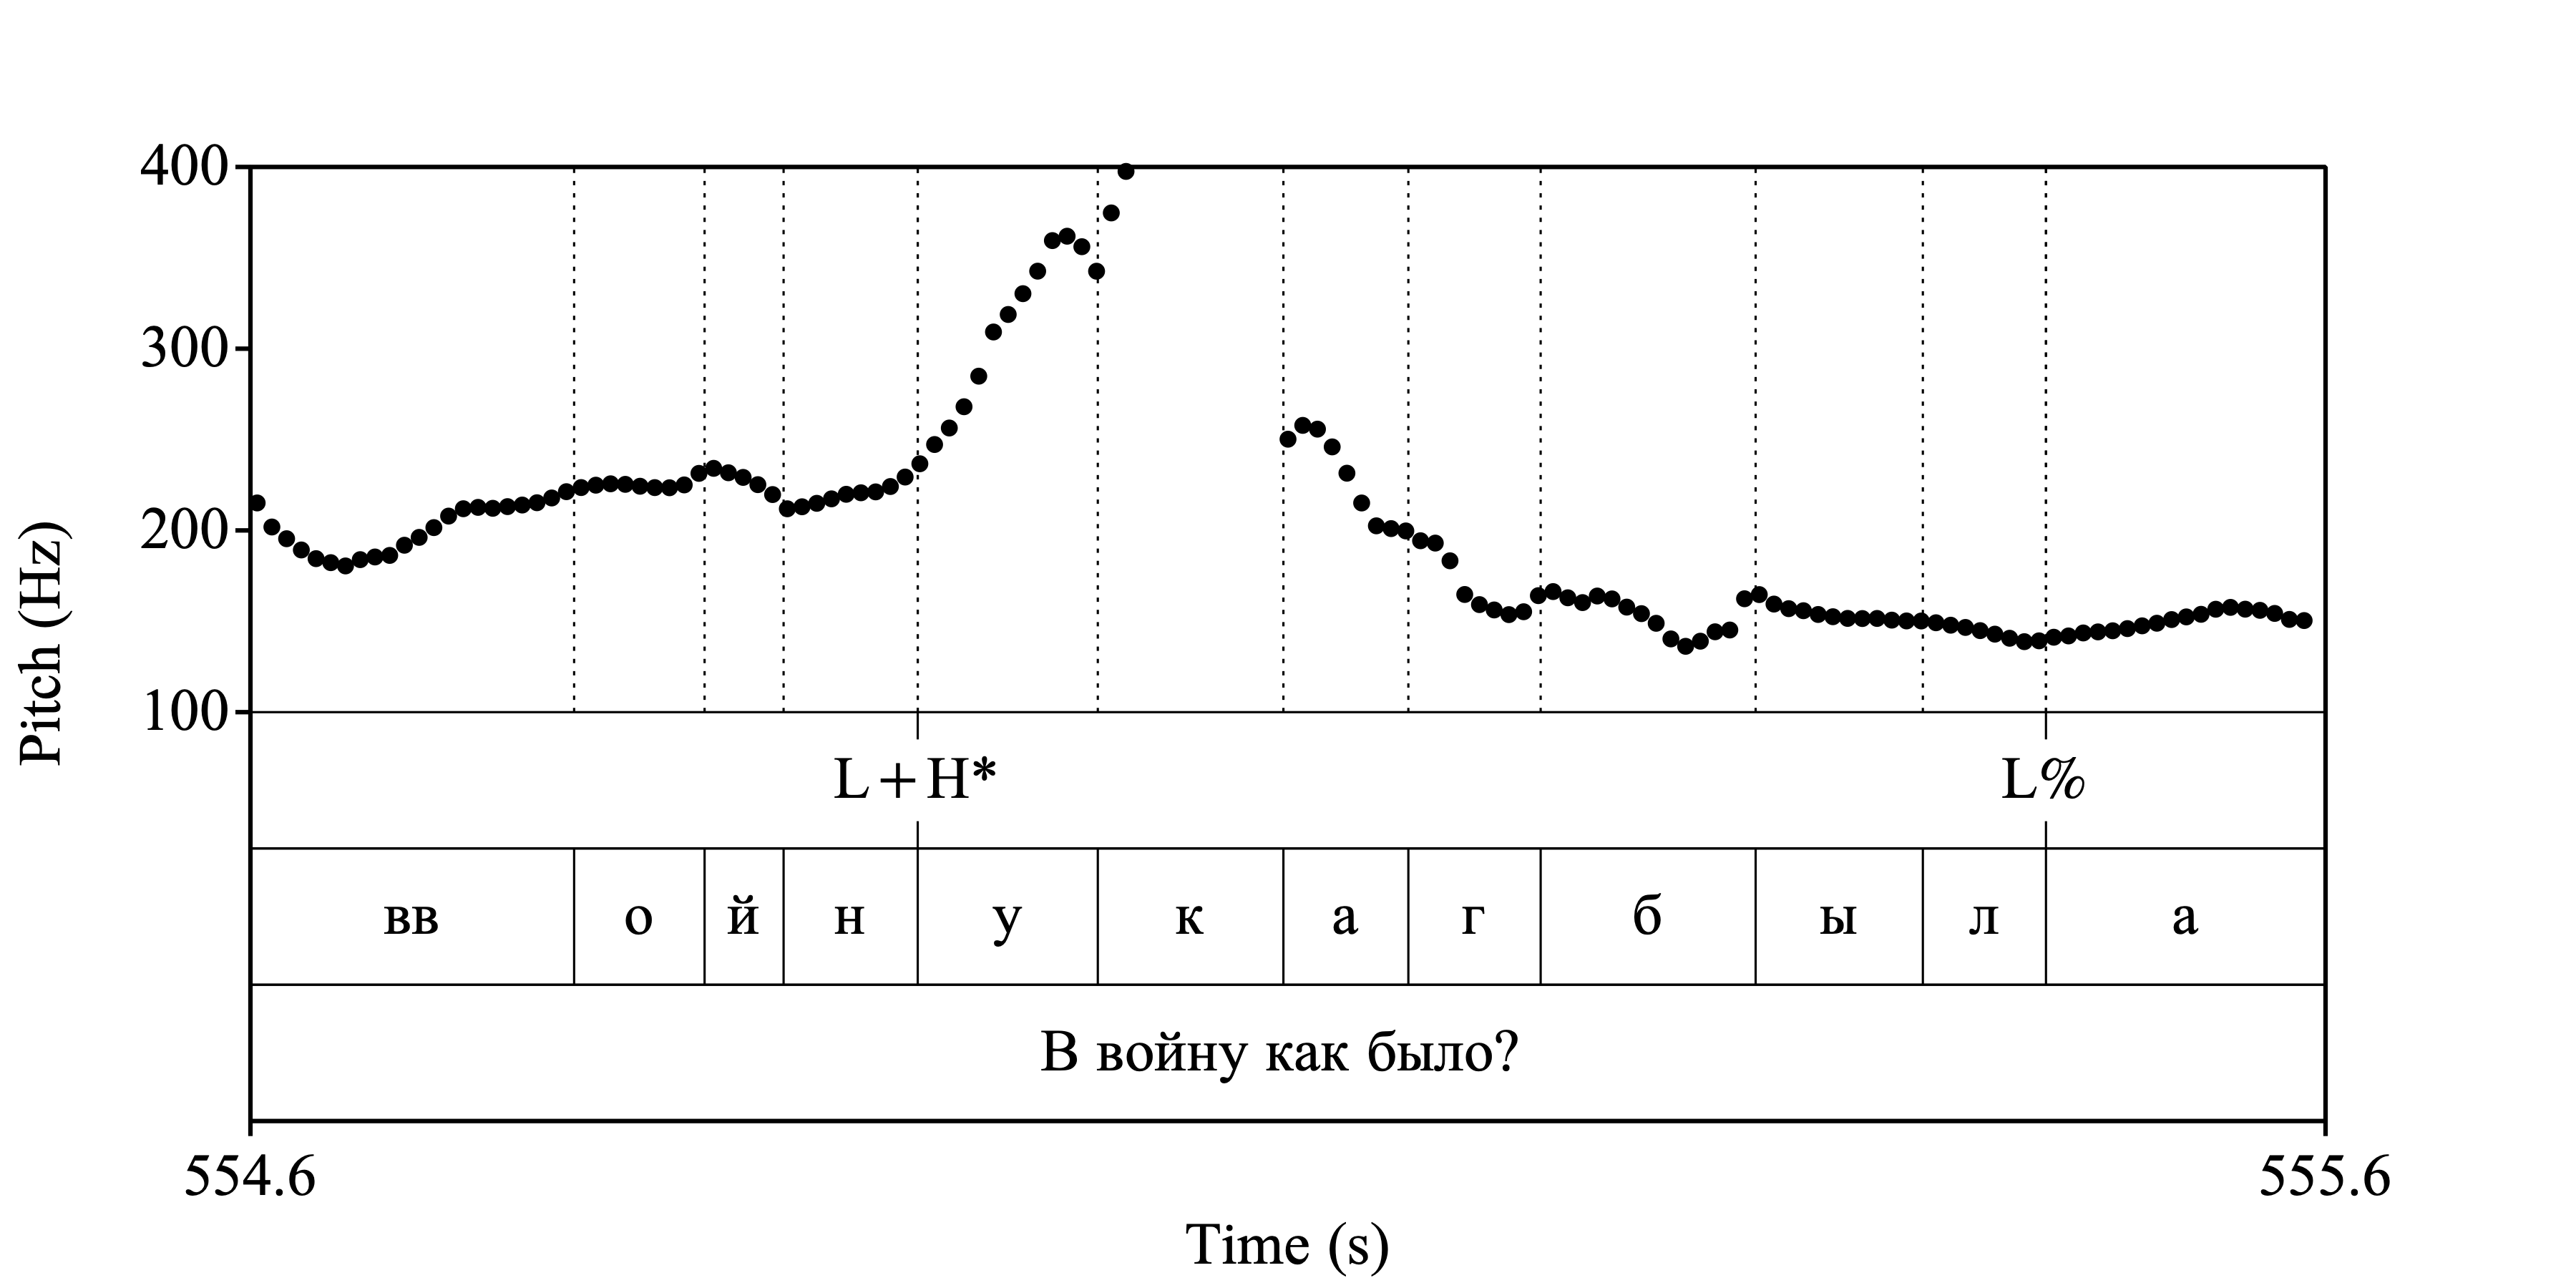 400
300
200
100
Pitch (Hz)
L+H* L%
вв о й н у к а г б ы л а
В войну как было?
554.6 555.6
Time (s)